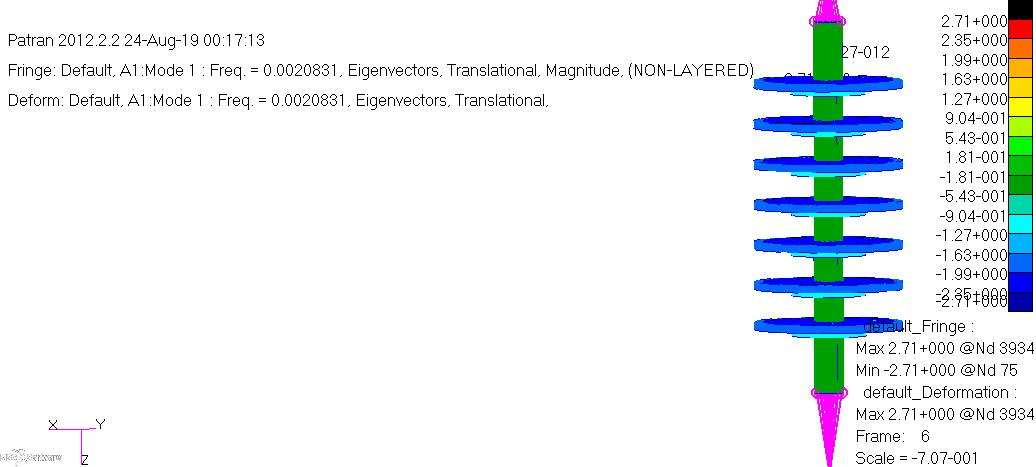 Patran 2012.2.2 24-Aug-19 00:17:13
Fringe: Default, A1:Mode 1 : Freq. = 0.0020831, Eigenvectors, Translational, Magnitude, (NON-LAYERED)
Deform: Default, A1:Mode 1 : Freq. = 0.0020831, Eigenvectors, Translational,
27-012
2.71+000
2.35+000
1.99+000
1.63+000
1.27+000
9.04-001
5.43-001
1.81-001
-1.81-001
-5.43-001
-9.04-001
-1.27+000
-1.63+000
-1.99+000
-2.35+000
-2.71+000
default_Fringe :
Max 2.71+000 @Nd 3934
Min -2.71+000 @Nd 75
default_Deformation :
Max 2.71+000 @Nd 3934
Frame: 6
Scale = -7.07-001
X Y
Z